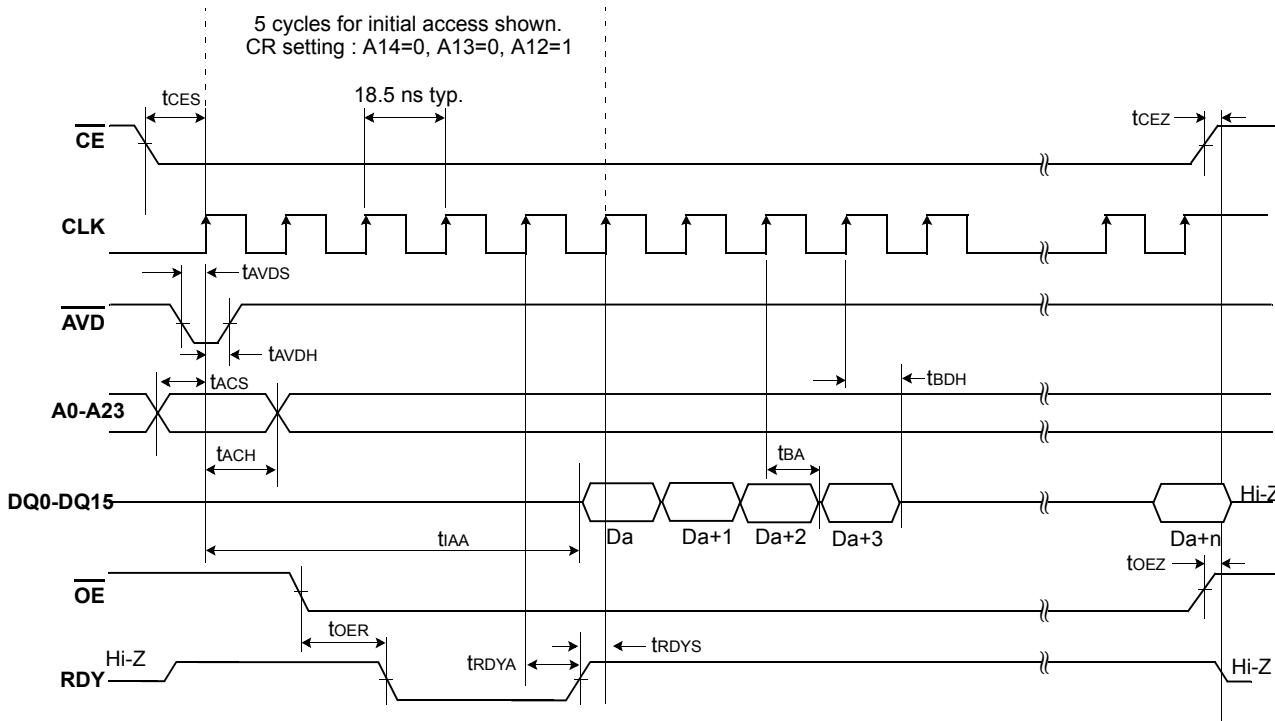 5 cycles for initial access shown.
CR setting : A14=0, A13=0, A12=1
tCES
18.5 ns typ.
tCEZ
CE
CLK
tAVDS
AVD
tAVDH
tACS
tBDH
A0-A23
tACH
tBA
DQ0-DQ15
Hi-Z
Da
Da+1
Da+2
Da+3
Da+n
tIAA
tOEZ
OE
tOER
tRDYA
tRDYS
Hi-Z
RDY
Hi-Z